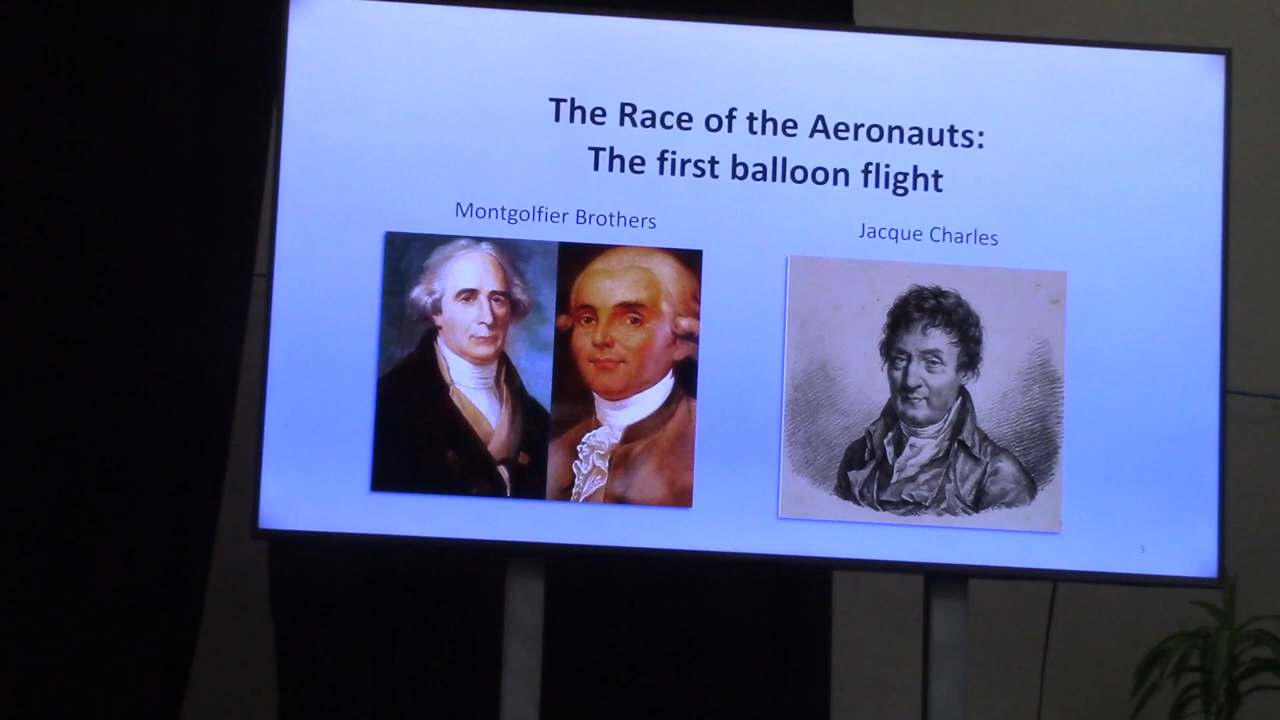 The Race of the Aeronauts:
The first balloon flight
Montgolfier Brothers
Jacque Charles
3